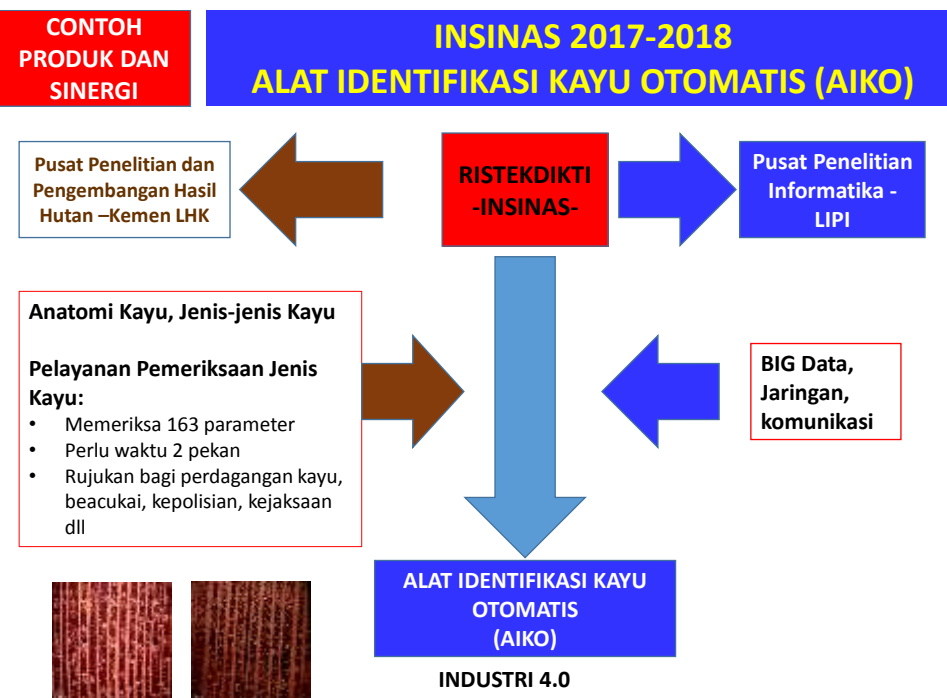 CONTOH
PRODUK DAN
SINERGI
INSINAS 2017-2018
ALAT IDENTIFIKASI KAYU OTOMATIS (AIKO)
Pusat Penelitian dan
Pengembangan Hasil
Hutan –Kemen LHK
RISTEKDIKTI
-INSINAS-
Pusat Penelitian
Informatika -
LIPI
Anatomi Kayu, Jenis-jenis Kayu
Pelayanan Pemeriksaan Jenis
Kayu:
• Memeriksa 163 parameter
• Perlu waktu 2 pekan
• Rujukan bagi perdagangan kayu,
beacukai, kepolisian, kejaksaan
dll
BIG Data,
Jaringan,
komunikasi
ALAT IDENTIFIKASI KAYU
OTOMATIS
(AIKO)
INDUSTRI 4.0